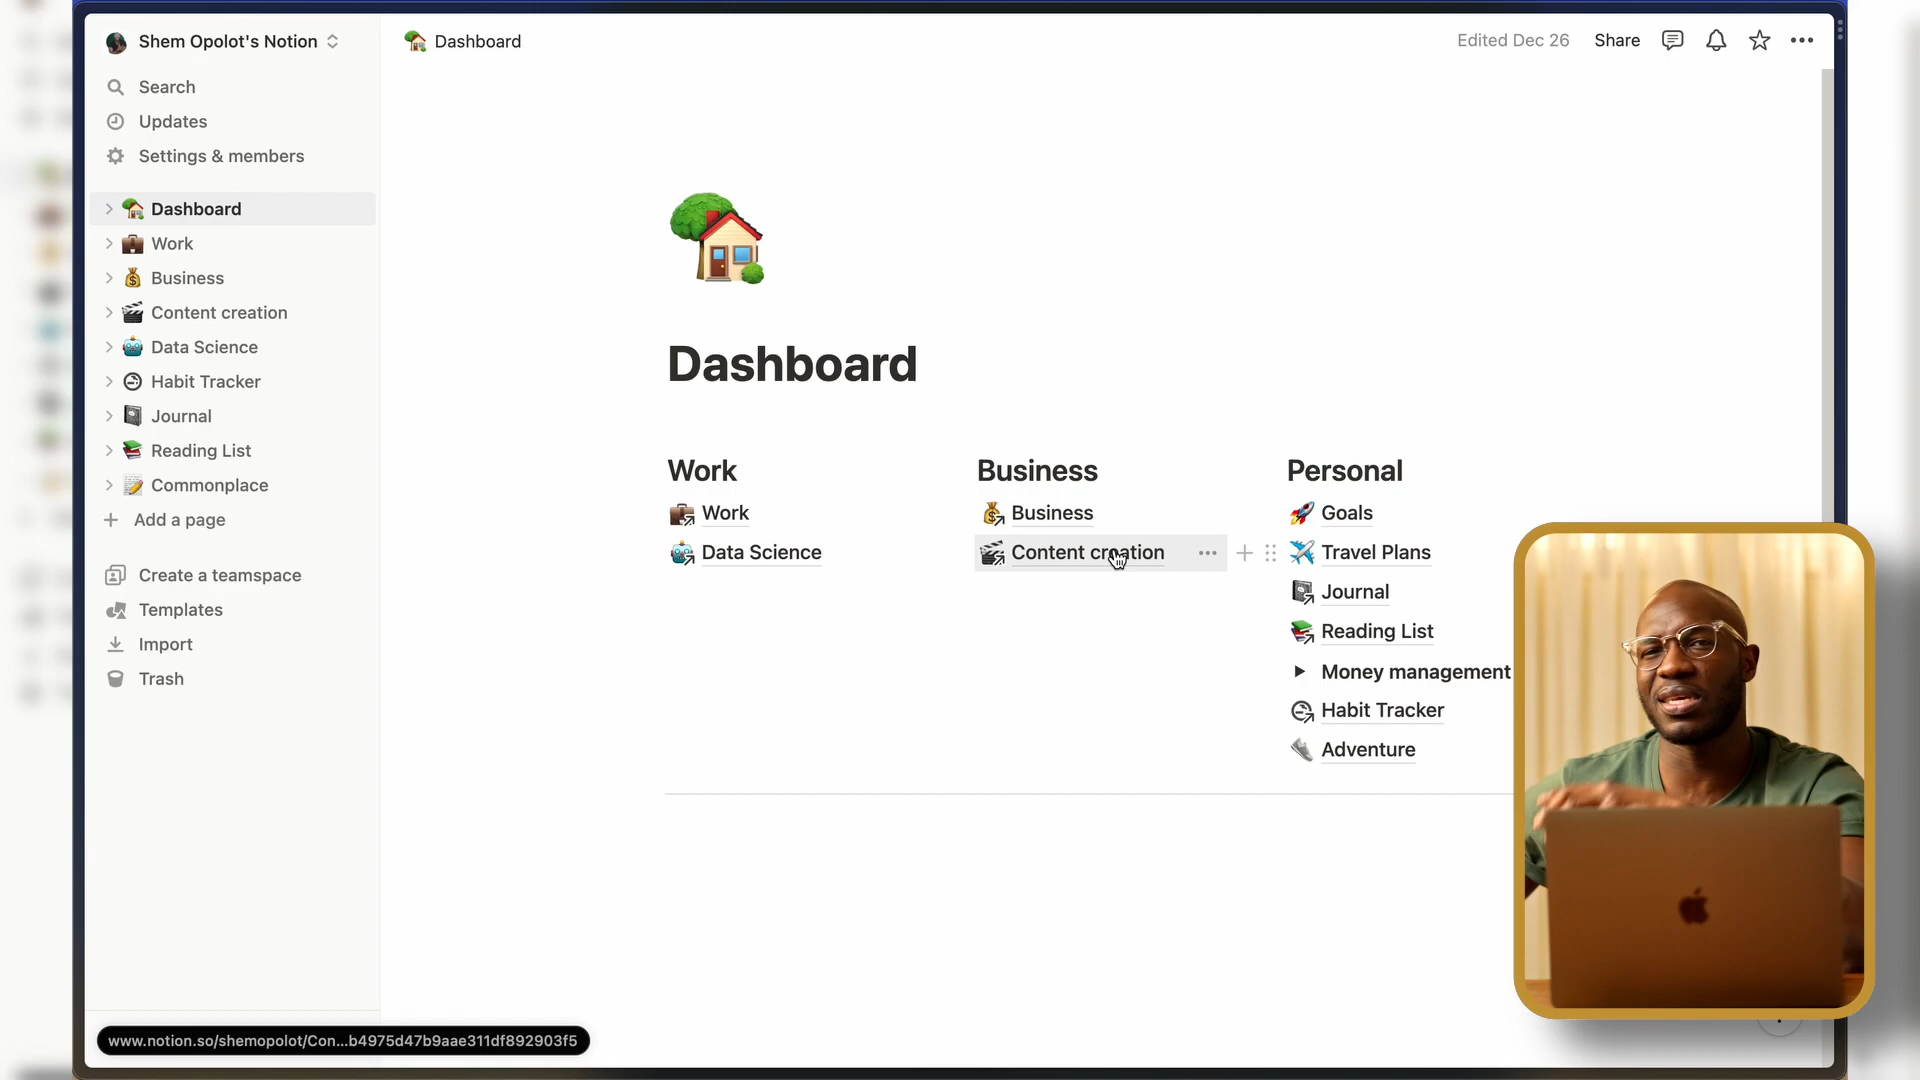 Shem Opolot's Notion
Search
Updates
Settings & members
Dashboard
Work
Business
Content creation
Data Science
Habit Tracker
Journal
Reading List
Commonplace
Add a page
Create a teamspace
Templates
Import
Trash
Dashboard
Edited Dec 26
Share
Dashboard
Work
Work
Data Science
Business
Business
Content creation
Personal
Goals
Travel Plans
Journal
Reading List
Money management
Habit Tracker
Adventure
www.notion.so/shemopolot/Con...b4975d47b9aae311df892903f5